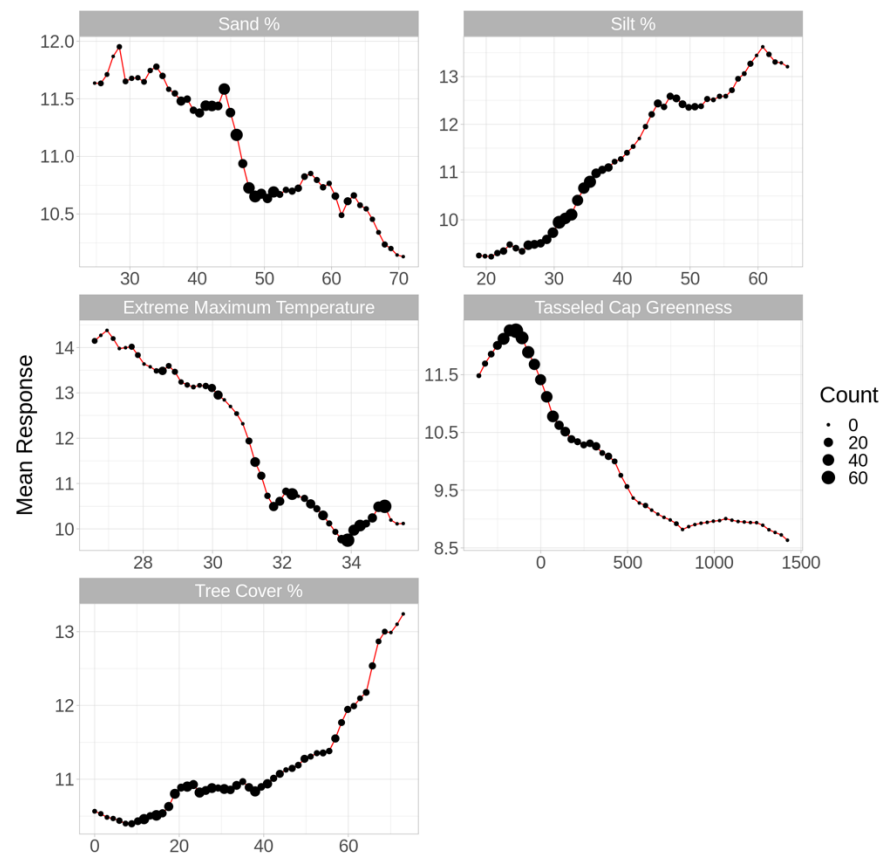 Sand %
Silt %
12.0
11.5
11.0
10.5
30 40 50 60 70
13
12
11
10
20 30 40 50 60
Extreme Maximum Temperature
Tasseled Cap Greenness
14
13
12
11
10
28 30 32 34
11.5
10.5
9.5
8.5
0 500 1000 1500
Mean Response
Count
0
20
40
60
Tree Cover %
13
12
11
0 20 40 60